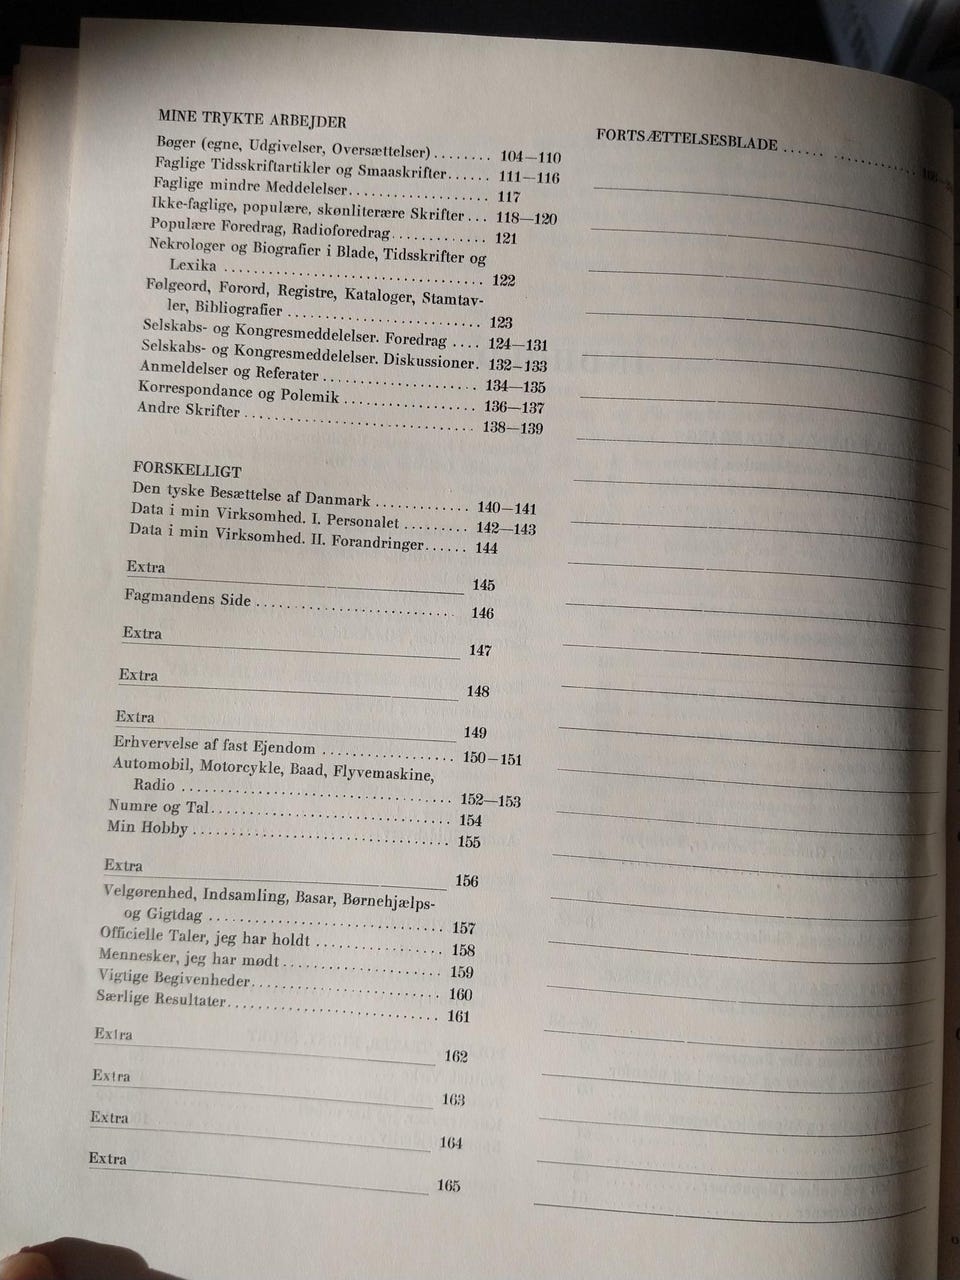 MINE TRYKTE ARBEJDER
Bøger (egne, Udgivelser, Oversættelser)........ 104—110
Faglige Tidsskriftartikler og Smaaskrifter...... 111—116
Faglige mindre Meddelelser................... 117
Ikke-faglige, populære, skønliterære Skrifter... 118—120
Populære Foredrag, Radioforedrag............. 121
Nekrologer og Biografier i Blade, Tidsskrifter og
Lexika ................................. 122
Følgeord, Forord, Registre, Kataloger, Stamtav-
ler, Bibliografier .......................... 123
Selskabs- og Kongresmeddelelser. Foredrag .... 124—131
Selskabs- og Kongresmeddelelser. Diskussioner. 132—133
Anmeldelser og Referater..................... 134—135
Korrespondance og Polemik .................. 136—137
Andre Skrifter ............................... 138—139
FORSKELLIGT
Den tyske Besættelse af Danmark ............. 140—141
Data i min Virksomhed. I. Personalet ......... 142—143
Data i min Virksomhed. II. Forandringer...... 144
Extra 145
Fagmandens Side ........................... 146
Extra 147
Extra 148
Extra 149
Erhvervelse af fast Ejendom .................. 150—151
Automobil, Motorcykle, Baad, Flyvemaskine,
Radio ..................................... 152—153
Numre og Tal................................. 154
Min Hobby ................................... 155
Extra 156
Velgørenhed, Indsamling, Basar, Børnehjælps-
og Gigtdag ................................ 157
Officielle Taler, jeg har holdt .................. 158
Mennesker, jeg har mødt...................... 159
Vigtige Begivenheder.......................... 160
Særlige Resultater............................. 161
Extra 162
Extra 163
Extra 164
Extra 165
FORTSÆTTELSESBLADE ...... ............